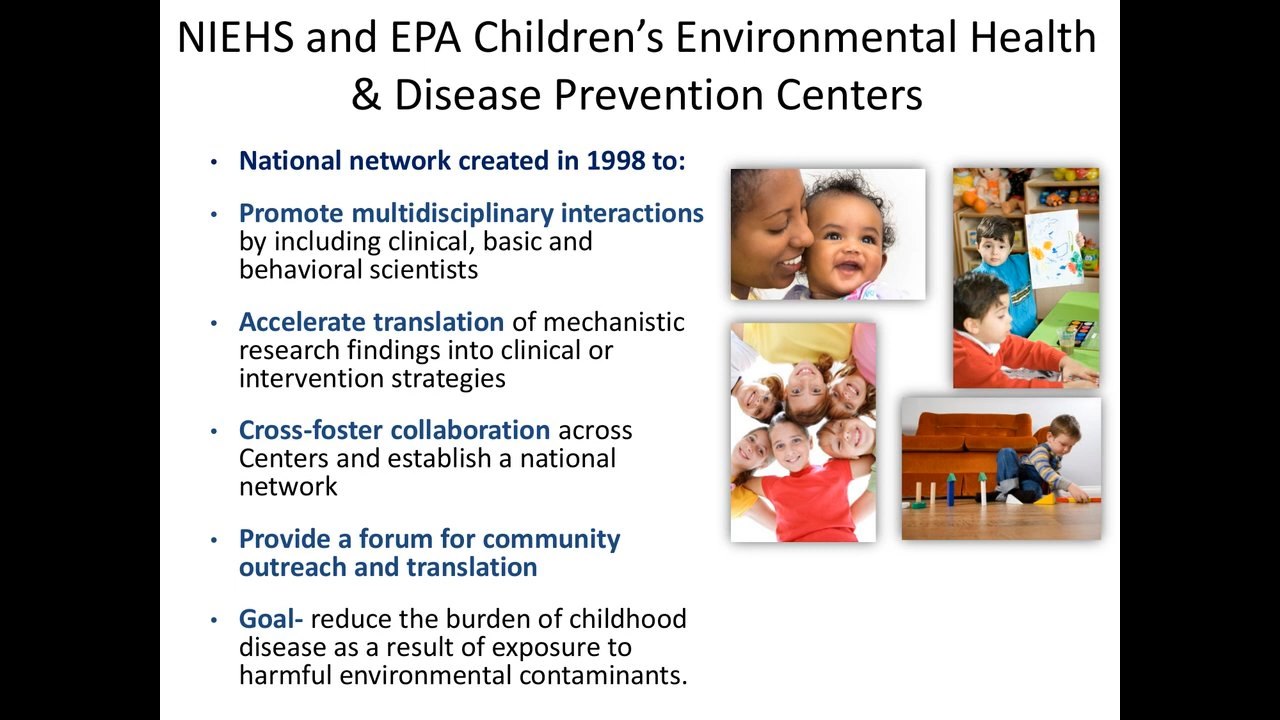 NIEHS and EPA Children’s Environmental Health
& Disease Prevention Centers
• National network created in 1998 to:
• Promote multidisciplinary interactions
by including clinical, basic and
behavioral scientists
• Accelerate translation of mechanistic
research findings into clinical or
intervention strategies
• Cross-foster collaboration across
Centers and establish a national
network
• Provide a forum for community
outreach and translation
• Goal- reduce the burden of childhood
disease as a result of exposure to
harmful environmental contaminants.